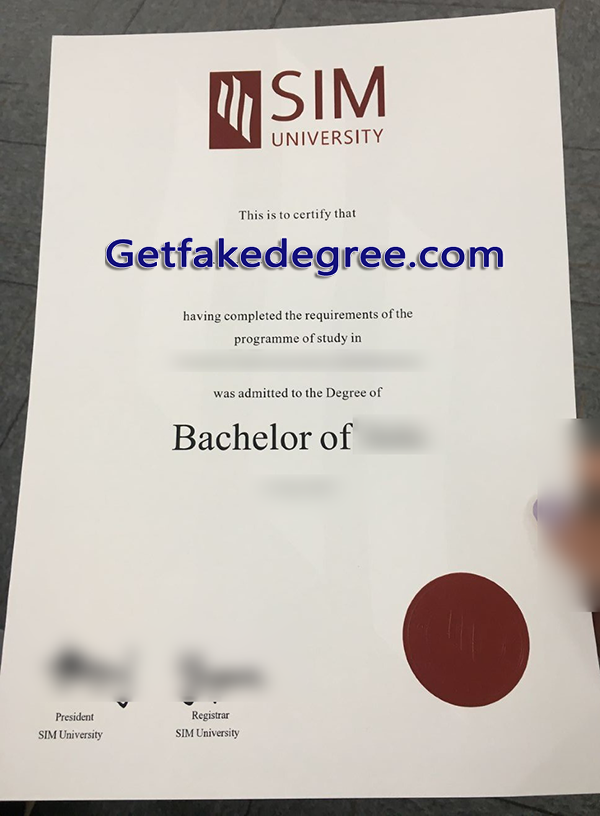 SIM
UNIVERSITY
This is to certify that
Getfakedegree.com
having completed the requirements of the
programme of study in
was admitted to the Degree of
Bachelor of
President
SIM University
Registrar
SIM University